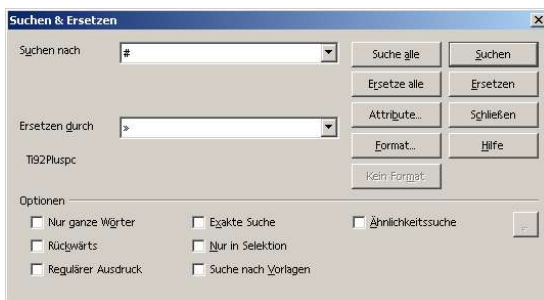 Suchen & Ersetzen
Suchen nach
#
Suche alle
Suchen
Ersetze alle
Ersetzen
Ersetzen durch
»
Attribute...
Schließen
Ti92Pluspc
Format...
Hilfe
Kein Format
Optionen
Nur ganze Wörter
Exakte Suche
Ähnlichkeitssuche
...
Rückwärts
Nur in Selektion
Regulärer Ausdruck
Suche nach Vorlagen